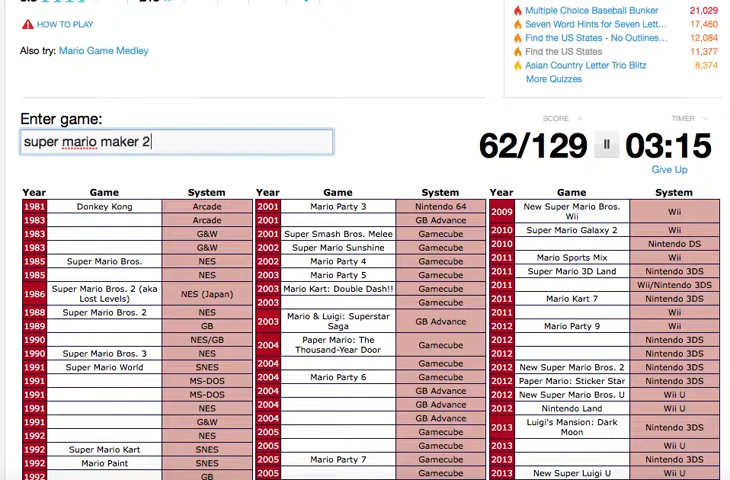 HOW TO PLAY
Also try: Mario Game Medley
Multiple Choice Baseball Bunker 21,029
Seven Word Hints for Seven Lett... 17,460
Find the US States - No Outlines... 12,084
Find the US States 11,377
Asian Country Letter Trio Blitz 8,374
More Quizzes
Enter game:
super mario maker 2
SCORE
TIMER
62/129
03:15
Give Up
Year Game System
1981 Donkey Kong Arcade
1983 Arcade
1983 G&W
1983 G&W
1985 Super Mario Bros. NES
1985 NES
1986 Super Mario Bros. 2 (aka Lost Levels) NES (Japan)
1988 Super Mario Bros. 2 NES
1989 GB
1990 NES/GB
1990 Super Mario Bros. 3 NES
1991 Super Mario World SNES
1991 MS-DOS
1991 MS-DOS
1991 NES
1991 G&W
1992 NES
1992 Super Mario Kart SNES
1992 Mario Paint SNES
1992 GB
Year Game System
2001 Mario Party 3 Nintendo 64
2001 GB Advance
2001 Super Smash Bros. Melee Gamecube
2002 Super Mario Sunshine Gamecube
2002 Mario Party 4 Gamecube
2003 Mario Party 5 Gamecube
2003 Mario Kart: Double Dash!! Gamecube
2003 Gamecube
2003 Mario & Luigi: Superstar Saga GB Advance
2004 Paper Mario: The Thousand-Year Door Gamecube
2004 Gamecube
2004 Mario Party 6 Gamecube
2004 GB Advance
2004 GB Advance
2004 GB Advance
2005 Gamecube
2005 Gamecube
2005 Mario Party 7 Gamecube
2005 Gamecube
Year Game System
2009 New Super Mario Bros. Wii Wii
2010 Super Mario Galaxy 2 Wii
2010 Nintendo DS
2011 Mario Sports Mix Wii
2011 Super Mario 3D Land Nintendo 3DS
2011 Wii/Nintendo 3DS
2011 Mario Kart 7 Nintendo 3DS
2011 Wii
2012 Mario Party 9 Wii
2012 Nintendo 3DS
2012 Nintendo 3DS
2012 New Super Mario Bros. 2 Nintendo 3DS
2012 Paper Mario: Sticker Star Nintendo 3DS
2012 New Super Mario Bros. U Wii U
2012 Nintendo Land Wii U
2013 Luigi's Mansion: Dark Moon Nintendo 3DS
2013 Wii U
2013 Nintendo 3DS
2013 New Super Luigi U Wii U